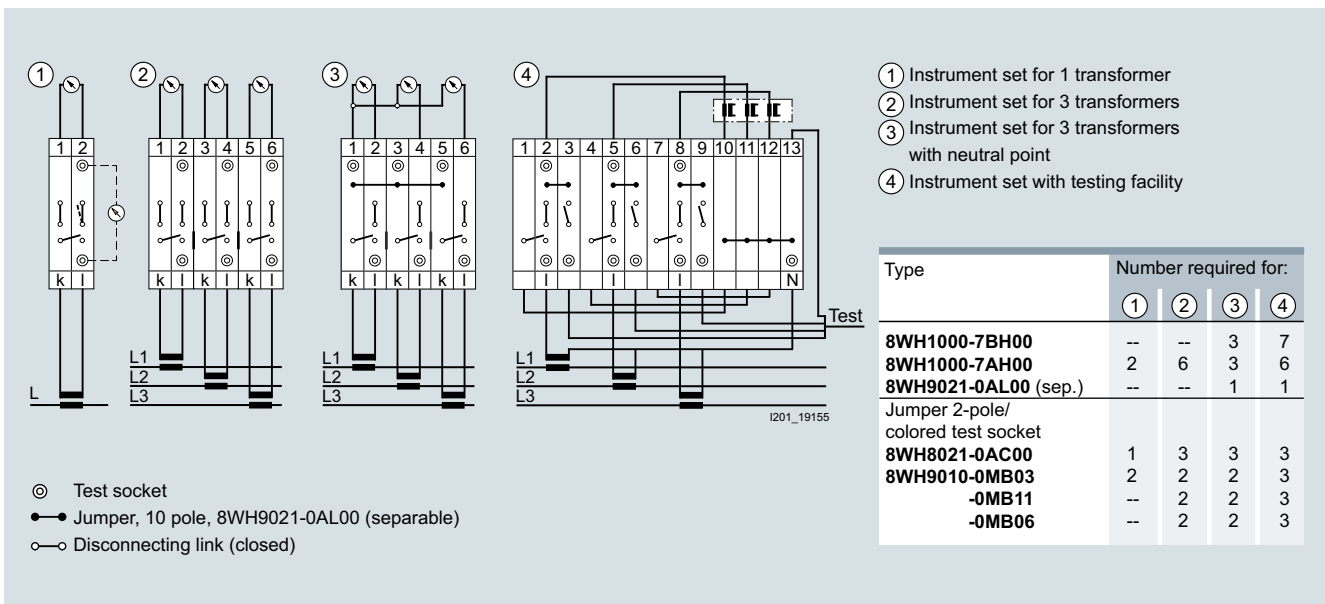 1 2 3 4
1 2
1 2 3 4 5 6
1 2 3 4 5 6
1 2 3 4 5 6 7 8 9 10 11 12 13
k l
k l k l k l
k l k l k l
l l l N
Test
L
L1
L2
L3
L1
L2
L3
L1
L2
L3
I201_19155
1 Instrument set for 1 transformer
2 Instrument set for 3 transformers
3 Instrument set for 3 transformers
with neutral point
4 Instrument set with testing facility
Type Number required for:
1 2 3 4
8WH1000-7BH00 -- -- 3 7
8WH1000-7AH00 2 6 3 6
8WH9021-0AL00 (sep.) -- -- 1 1
Jumper 2-pole/
colored test socket
8WH8021-0AC00 1 3 3 3
8WH9010-0MB03 2 2 2 3
-0MB11 -- 2 2 3
-0MB06 -- 2 2 3
Test socket
Jumper, 10 pole, 8WH9021-0AL00 (separable)
Disconnecting link (closed)